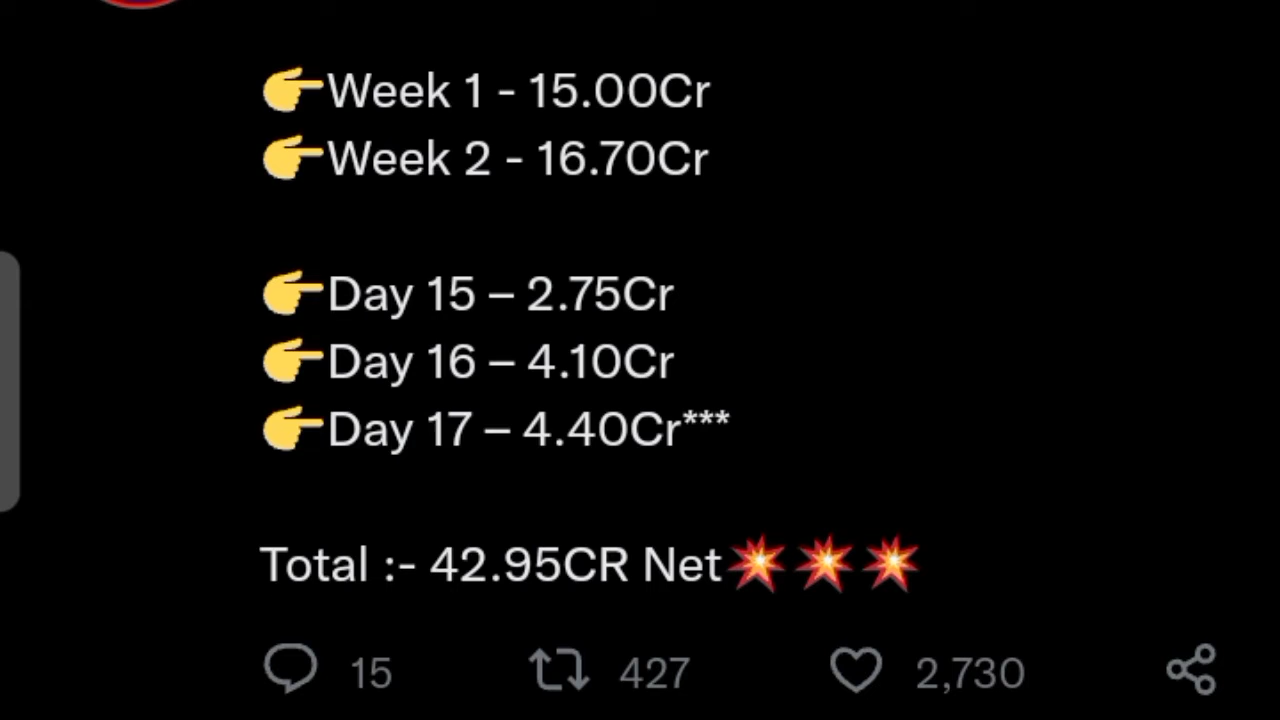 👉Week 1 - 15.00Cr
👉Week 2 - 16.70Cr
👉Day 15 – 2.75Cr
👉Day 16 – 4.10Cr
👉Day 17 – 4.40Cr***
Total :- 42.95CR Net💥💥💥
15 427 2,730